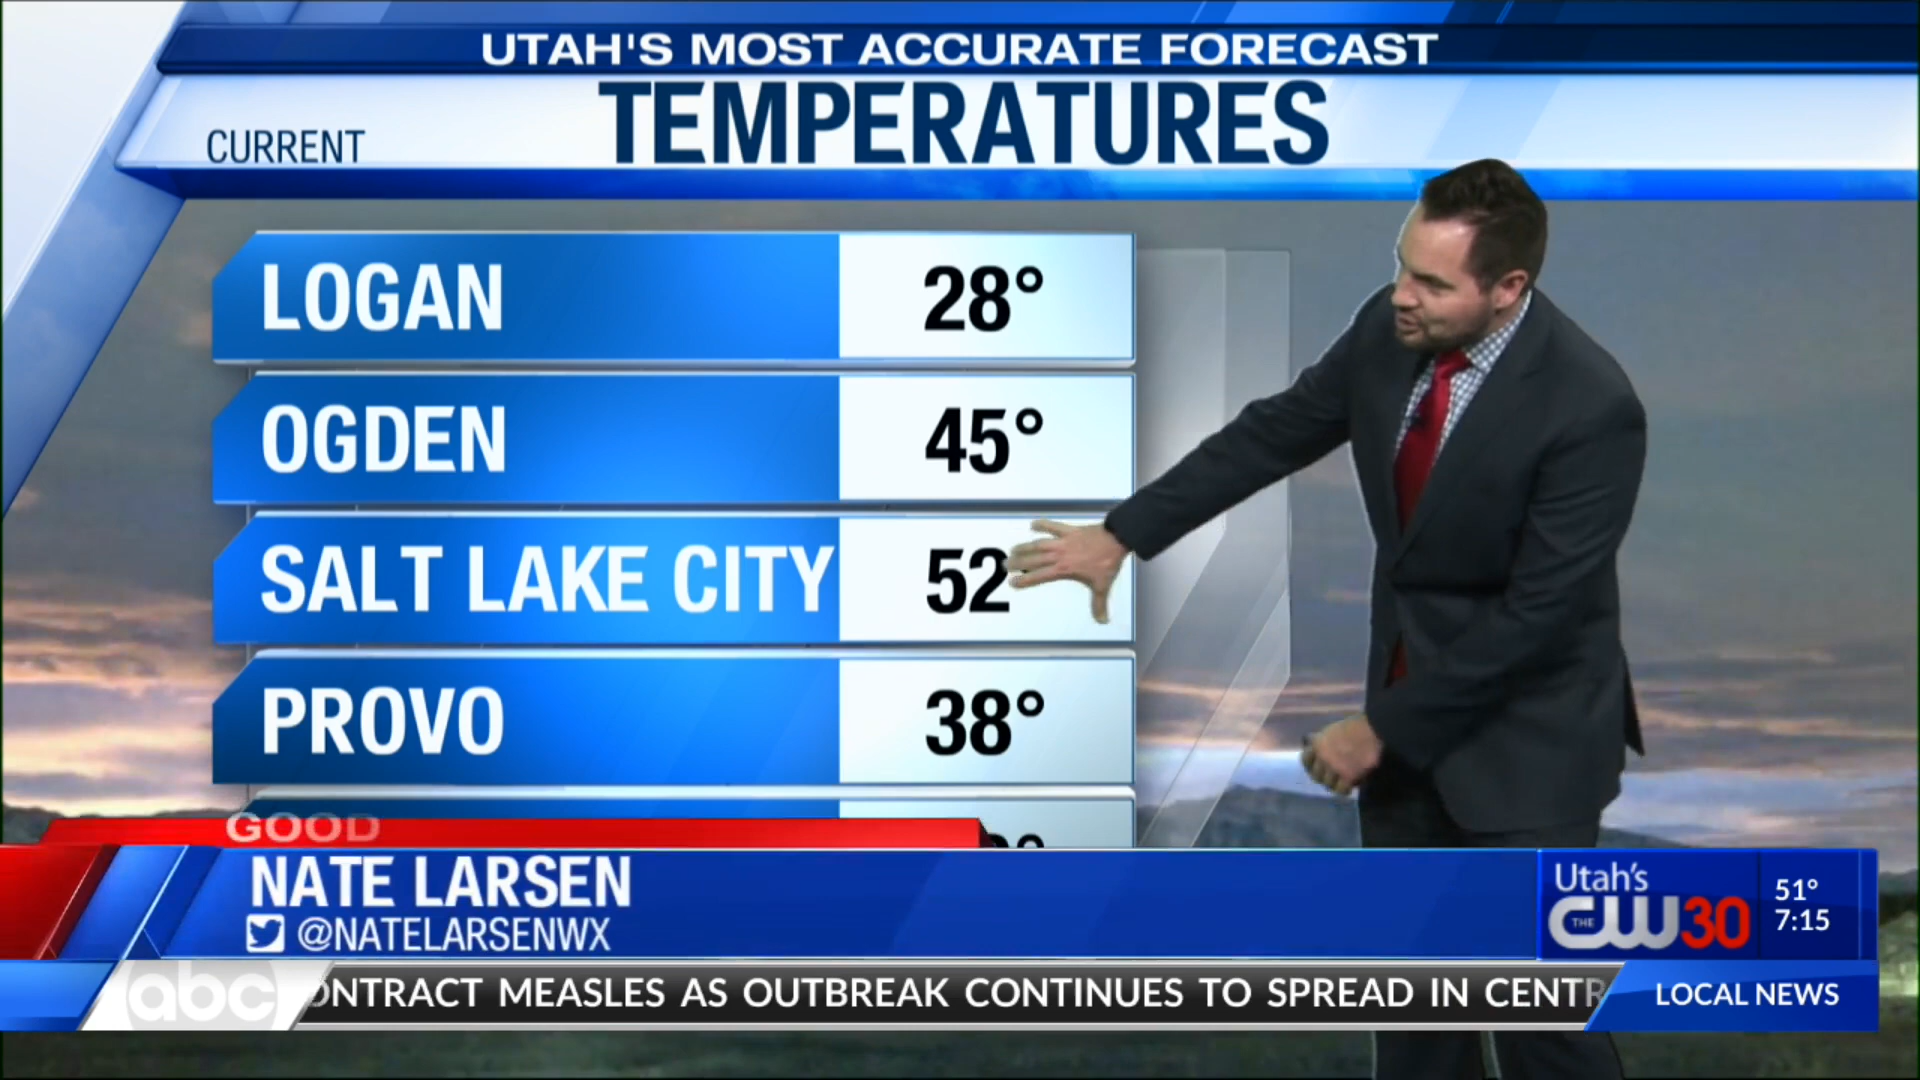 UTAH'S MOST ACCURATE FORECAST
CURRENT
TEMPERATURES
LOGAN 28°
OGDEN 45°
SALT LAKE CITY 52
PROVO 38°
GOOD
NATE LARSEN
@NATELARSENWX
Utah's
THE CW30
51°
7:15
abc
ONTRACT MEASLES AS OUTBREAK CONTINUES TO SPREAD IN CENTR
LOCAL NEWS